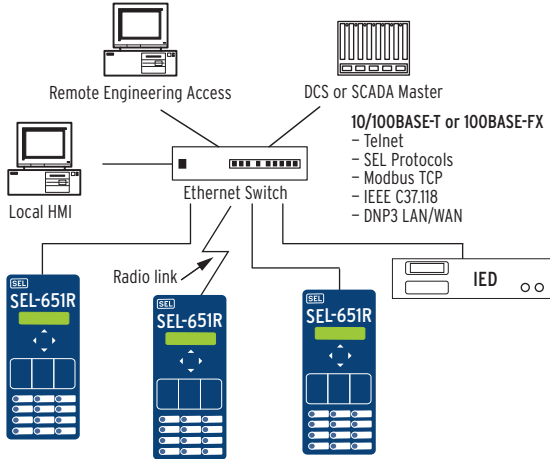 Remote Engineering Access
DCS or SCADA Master
10/100BASE-T or 100BASE-FX
– Telnet
– SEL Protocols
– Modbus TCP
– IEEE C37.118
– DNP3 LAN/WAN
Local HMI
Ethernet Switch
Radio link
IED
SEL
SEL-651R
SEL
SEL-651R
SEL
SEL-651R